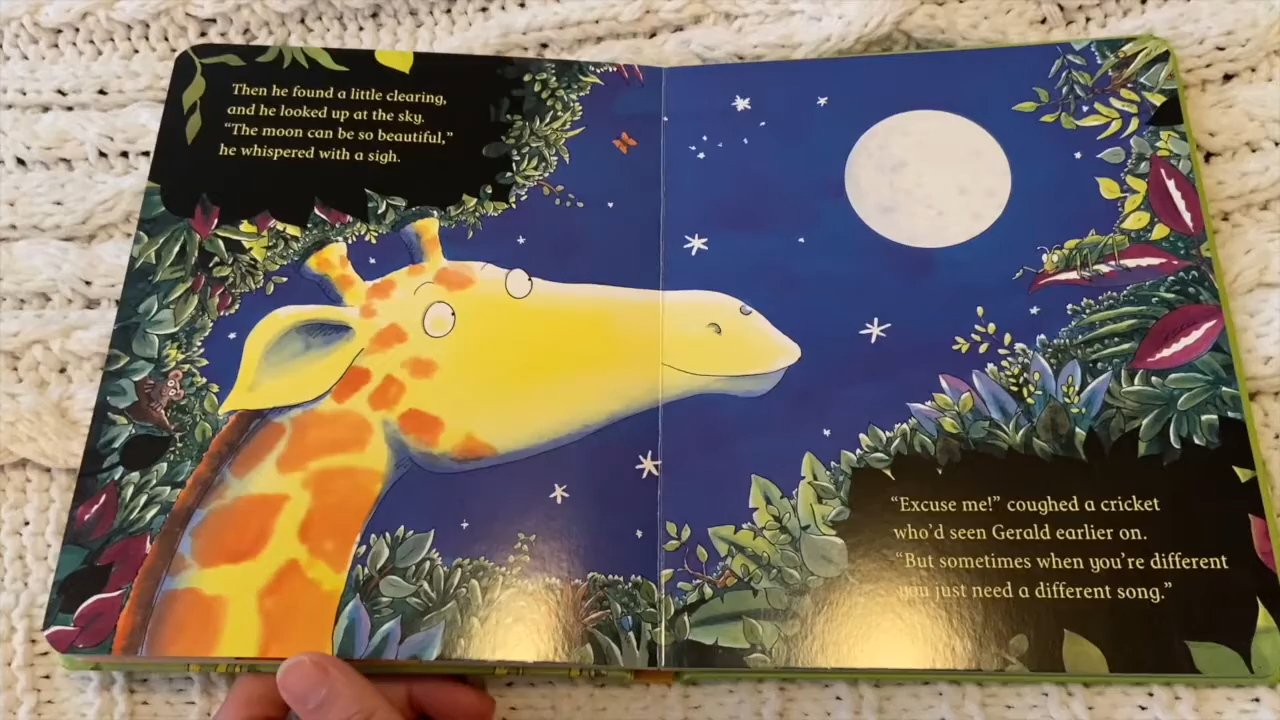 Then he found a little clearing,
and he looked up at the sky.
“The moon can be so beautiful,”
he whispered with a sigh.
“Excuse me!” coughed a cricket
who’d seen Gerald earlier on.
“But sometimes when you’re different
you just need a different song.”